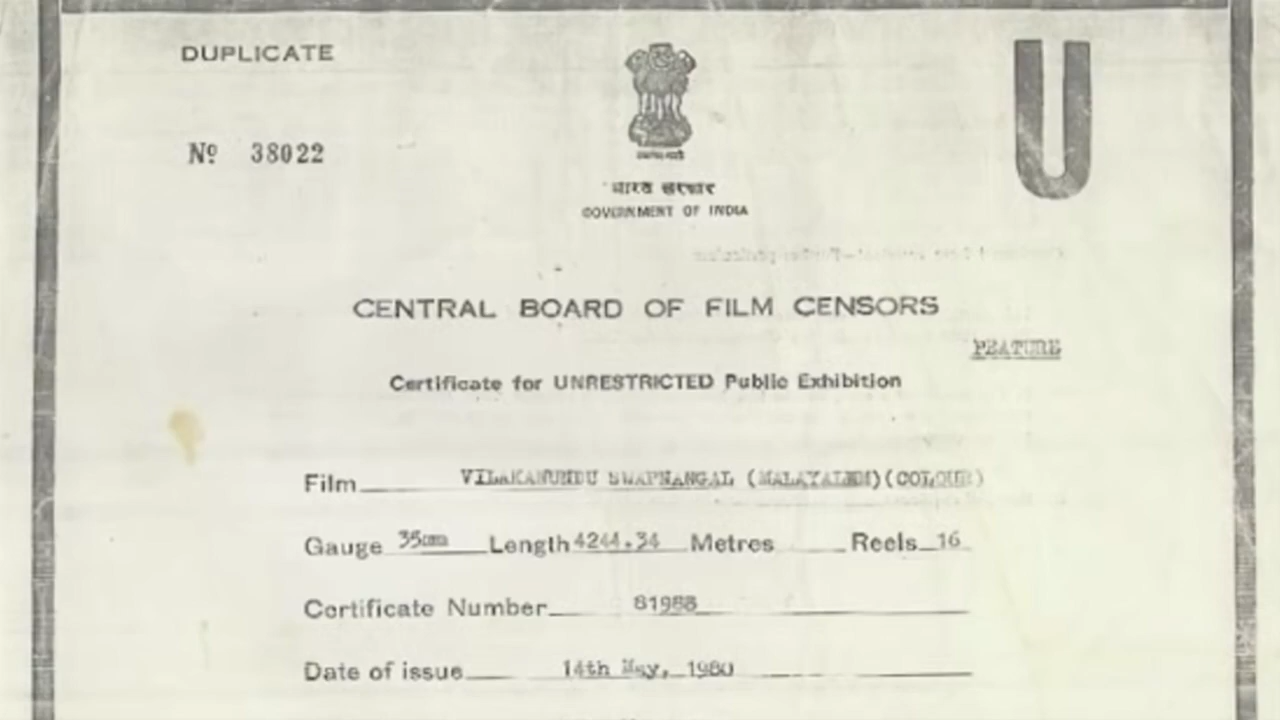 DUPLICATE
U
Nº 38022
भारत सरकार
GOVERNMENT OF INDIA
CENTRAL BOARD OF FILM CENSORS
FEATURE
Certificate for UNRESTRICTED Public Exhibition
Film (MALAYALEM)(COLOUR)
Gauge 35mm Length 4244.34 Metres Reels 16
Certificate Number 81988
Date of issue 14th May, 1980